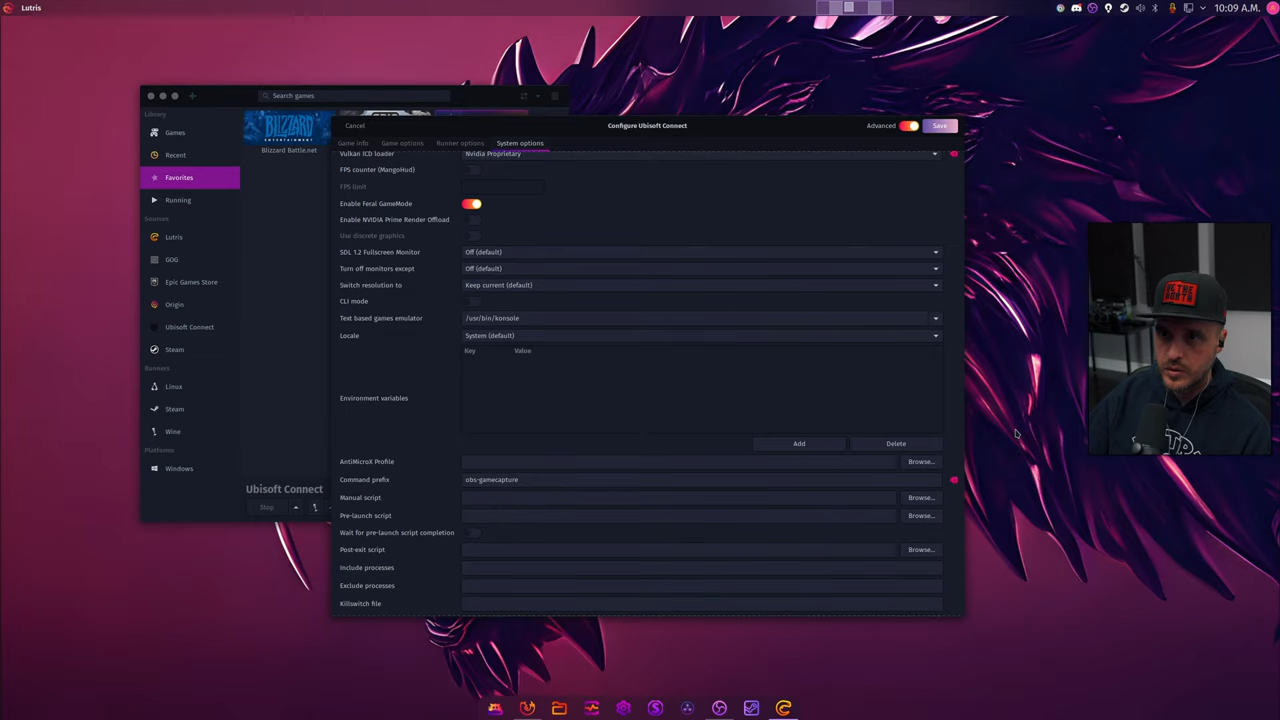 Lutris
10:09 A.M.
Search games
Library
Games
Recent
Favorites
Running
Sources
Lutris
GOG
Epic Games Store
Origin
Ubisoft Connect
Steam
Runners
Linux
Steam
Wine
Platforms
Windows
BLIZZARD
ENTERTAINMENT
Blizzard Battle.net
Ubisoft Connect
Stop
Cancel
Configure Ubisoft Connect
Advanced
Save
Game info
Game options
Runner options
System options
Vulkan ICD loader
Nvidia Proprietary
FPS counter (MangoHud)
FPS limit
Enable Feral GameMode
Enable NVIDIA Prime Render Offload
Use discrete graphics
SDL 1.2 Fullscreen Monitor
Off (default)
Turn off monitors except
Off (default)
Switch resolution to
Keep current (default)
CLI mode
Text based games emulator
/usr/bin/konsole
Locale
System (default)
Key Value
Environment variables
Add Delete
AntiMicroX Profile
Browse...
Command prefix
obs-gamecapture
Manual script
Browse...
Pre-launch script
Browse...
Wait for pre-launch script completion
Post-exit script
Browse...
Include processes
Exclude processes
Killswitch file